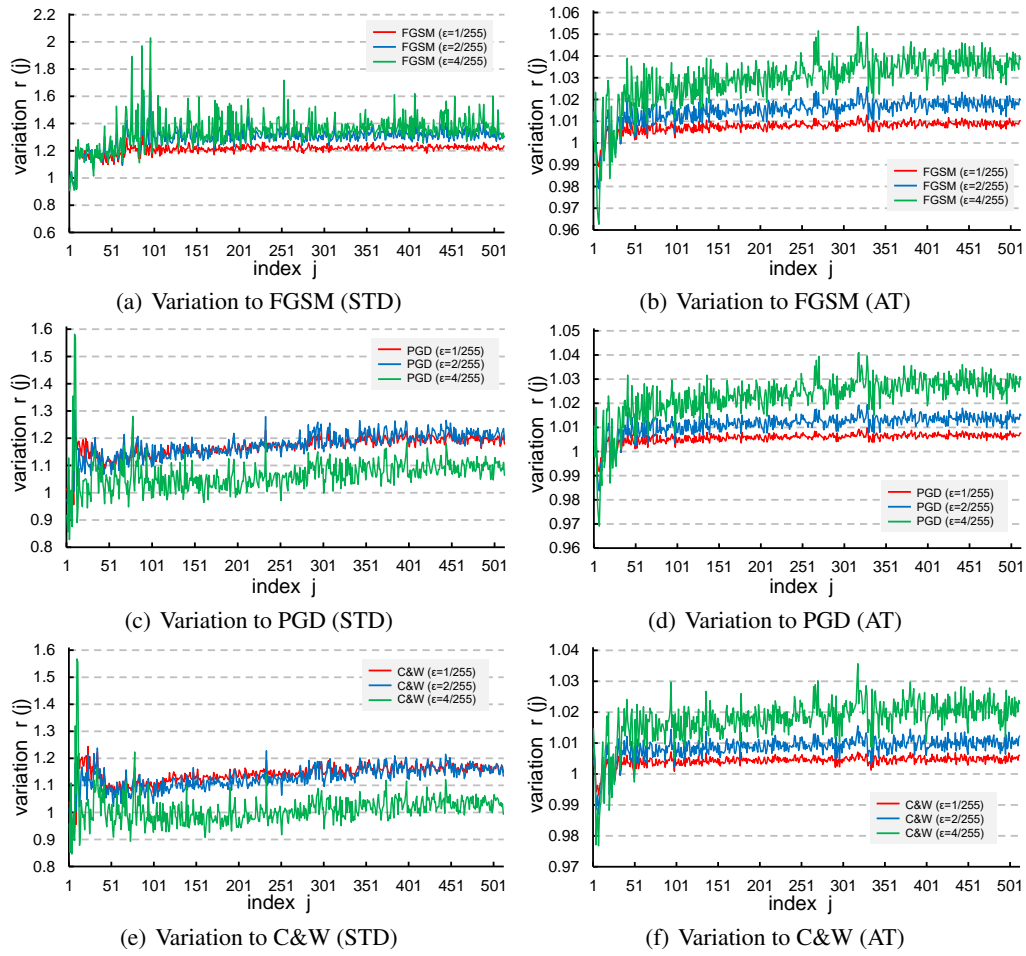 2.2
2
1.8
1.6
1.4
1.2
1
0.8
0.6
variation r (j)
FGSM (ε=1/255)
FGSM (ε=2/255)
FGSM (ε=4/255)
1 51 101 151 201 251 301 351 401 451 501
index j
(a) Variation to FGSM (STD)
1.06
1.05
1.04
1.03
1.02
1.01
1
0.99
0.98
0.97
0.96
variation r (j)
FGSM (ε=1/255)
FGSM (ε=2/255)
FGSM (ε=4/255)
1 51 101 151 201 251 301 351 401 451 501
index j
(b) Variation to FGSM (AT)
1.6
1.5
1.4
1.3
1.2
1.1
1
0.9
0.8
variation r (j)
PGD (ε=1/255)
PGD (ε=2/255)
PGD (ε=4/255)
1 51 101 151 201 251 301 351 401 451 501
index j
(c) Variation to PGD (STD)
1.05
1.04
1.03
1.02
1.01
1
0.99
0.98
0.97
0.96
variation r (j)
PGD (ε=1/255)
PGD (ε=2/255)
PGD (ε=4/255)
1 51 101 151 201 251 301 351 401 451 501
index j
(d) Variation to PGD (AT)
1.6
1.5
1.4
1.3
1.2
1.1
1
0.9
0.8
variation r (j)
C&W (ε=1/255)
C&W (ε=2/255)
C&W (ε=4/255)
1 51 101 151 201 251 301 351 401 451 501
index j
(e) Variation to C&W (STD)
1.04
1.03
1.02
1.01
1
0.99
0.98
0.97
variation r (j)
C&W (ε=1/255)
C&W (ε=2/255)
C&W (ε=4/255)
1 51 101 151 201 251 301 351 401 451 501
index j
(f) Variation to C&W (AT)